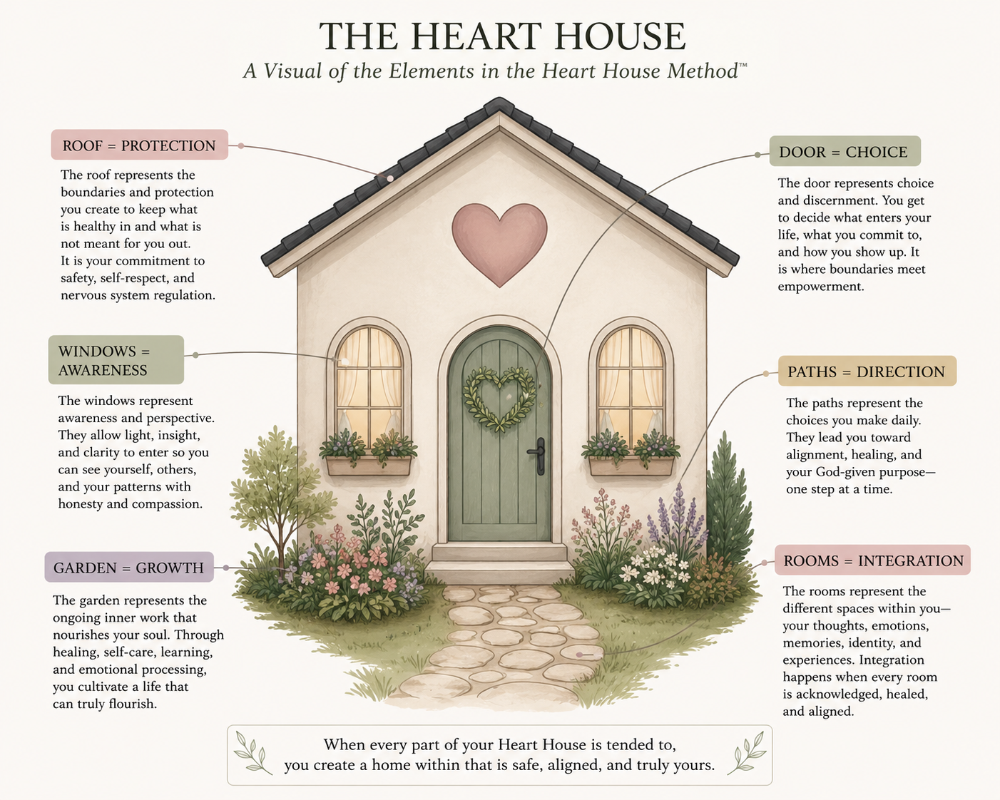 THE HEART HOUSE
A Visual of the Elements in the Heart House Method™
ROOF = PROTECTION
The roof represents the
boundaries and protection
you create to keep what
is healthy in and what is
not meant for you out.
It is your commitment to
safety, self-respect, and
nervous system regulation.
WINDOWS =
AWARENESS
The windows represent
awareness and perspective.
They allow light, insight,
and clarity to enter so you
can see yourself, others,
and your patterns with
honesty and compassion.
GARDEN = GROWTH
The garden represents the
ongoing inner work that
nourishes your soul. Through
healing, self-care, learning,
and emotional processing,
you cultivate a life that
can truly flourish.
DOOR = CHOICE
The door represents choice
and discernment. You get
to decide what enters your
life, what you commit to,
and how you show up. It
is where boundaries meet
empowerment.
PATHS = DIRECTION
The paths represent the
choices you make daily.
They lead you toward
alignment, healing, and
your God-given purpose—
one step at a time.
ROOMS = INTEGRATION
The rooms represent the
different spaces within you—
your thoughts, emotions,
memories, identity, and
experiences. Integration
happens when every room
is acknowledged, healed,
and aligned.
When every part of your Heart House is tended to,
you create a home within that is safe, aligned, and truly yours.